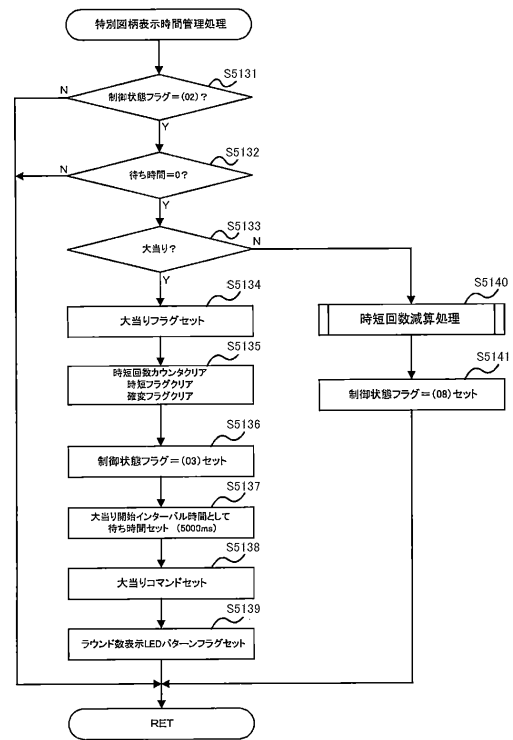 特別図柄表示時間管理処理
S5131
制御状態フラグ=(02)?
N
Y
S5132
待ち時間=0?
N
Y
S5133
大当り?
N
Y
S5134
大当りフラグセット
S5135
時短回数カウンタクリア
時短フラグクリア
確変フラグクリア
S5136
制御状態フラグ=(03)セット
S5137
大当り開始インターバル時間として
待ち時間セット (5000ms)
S5138
大当りコマンドセット
S5139
ラウンド数表示LEDパターンフラグセット
S5140
時短回数減算処理
S5141
制御状態フラグ=(08)セット
RET